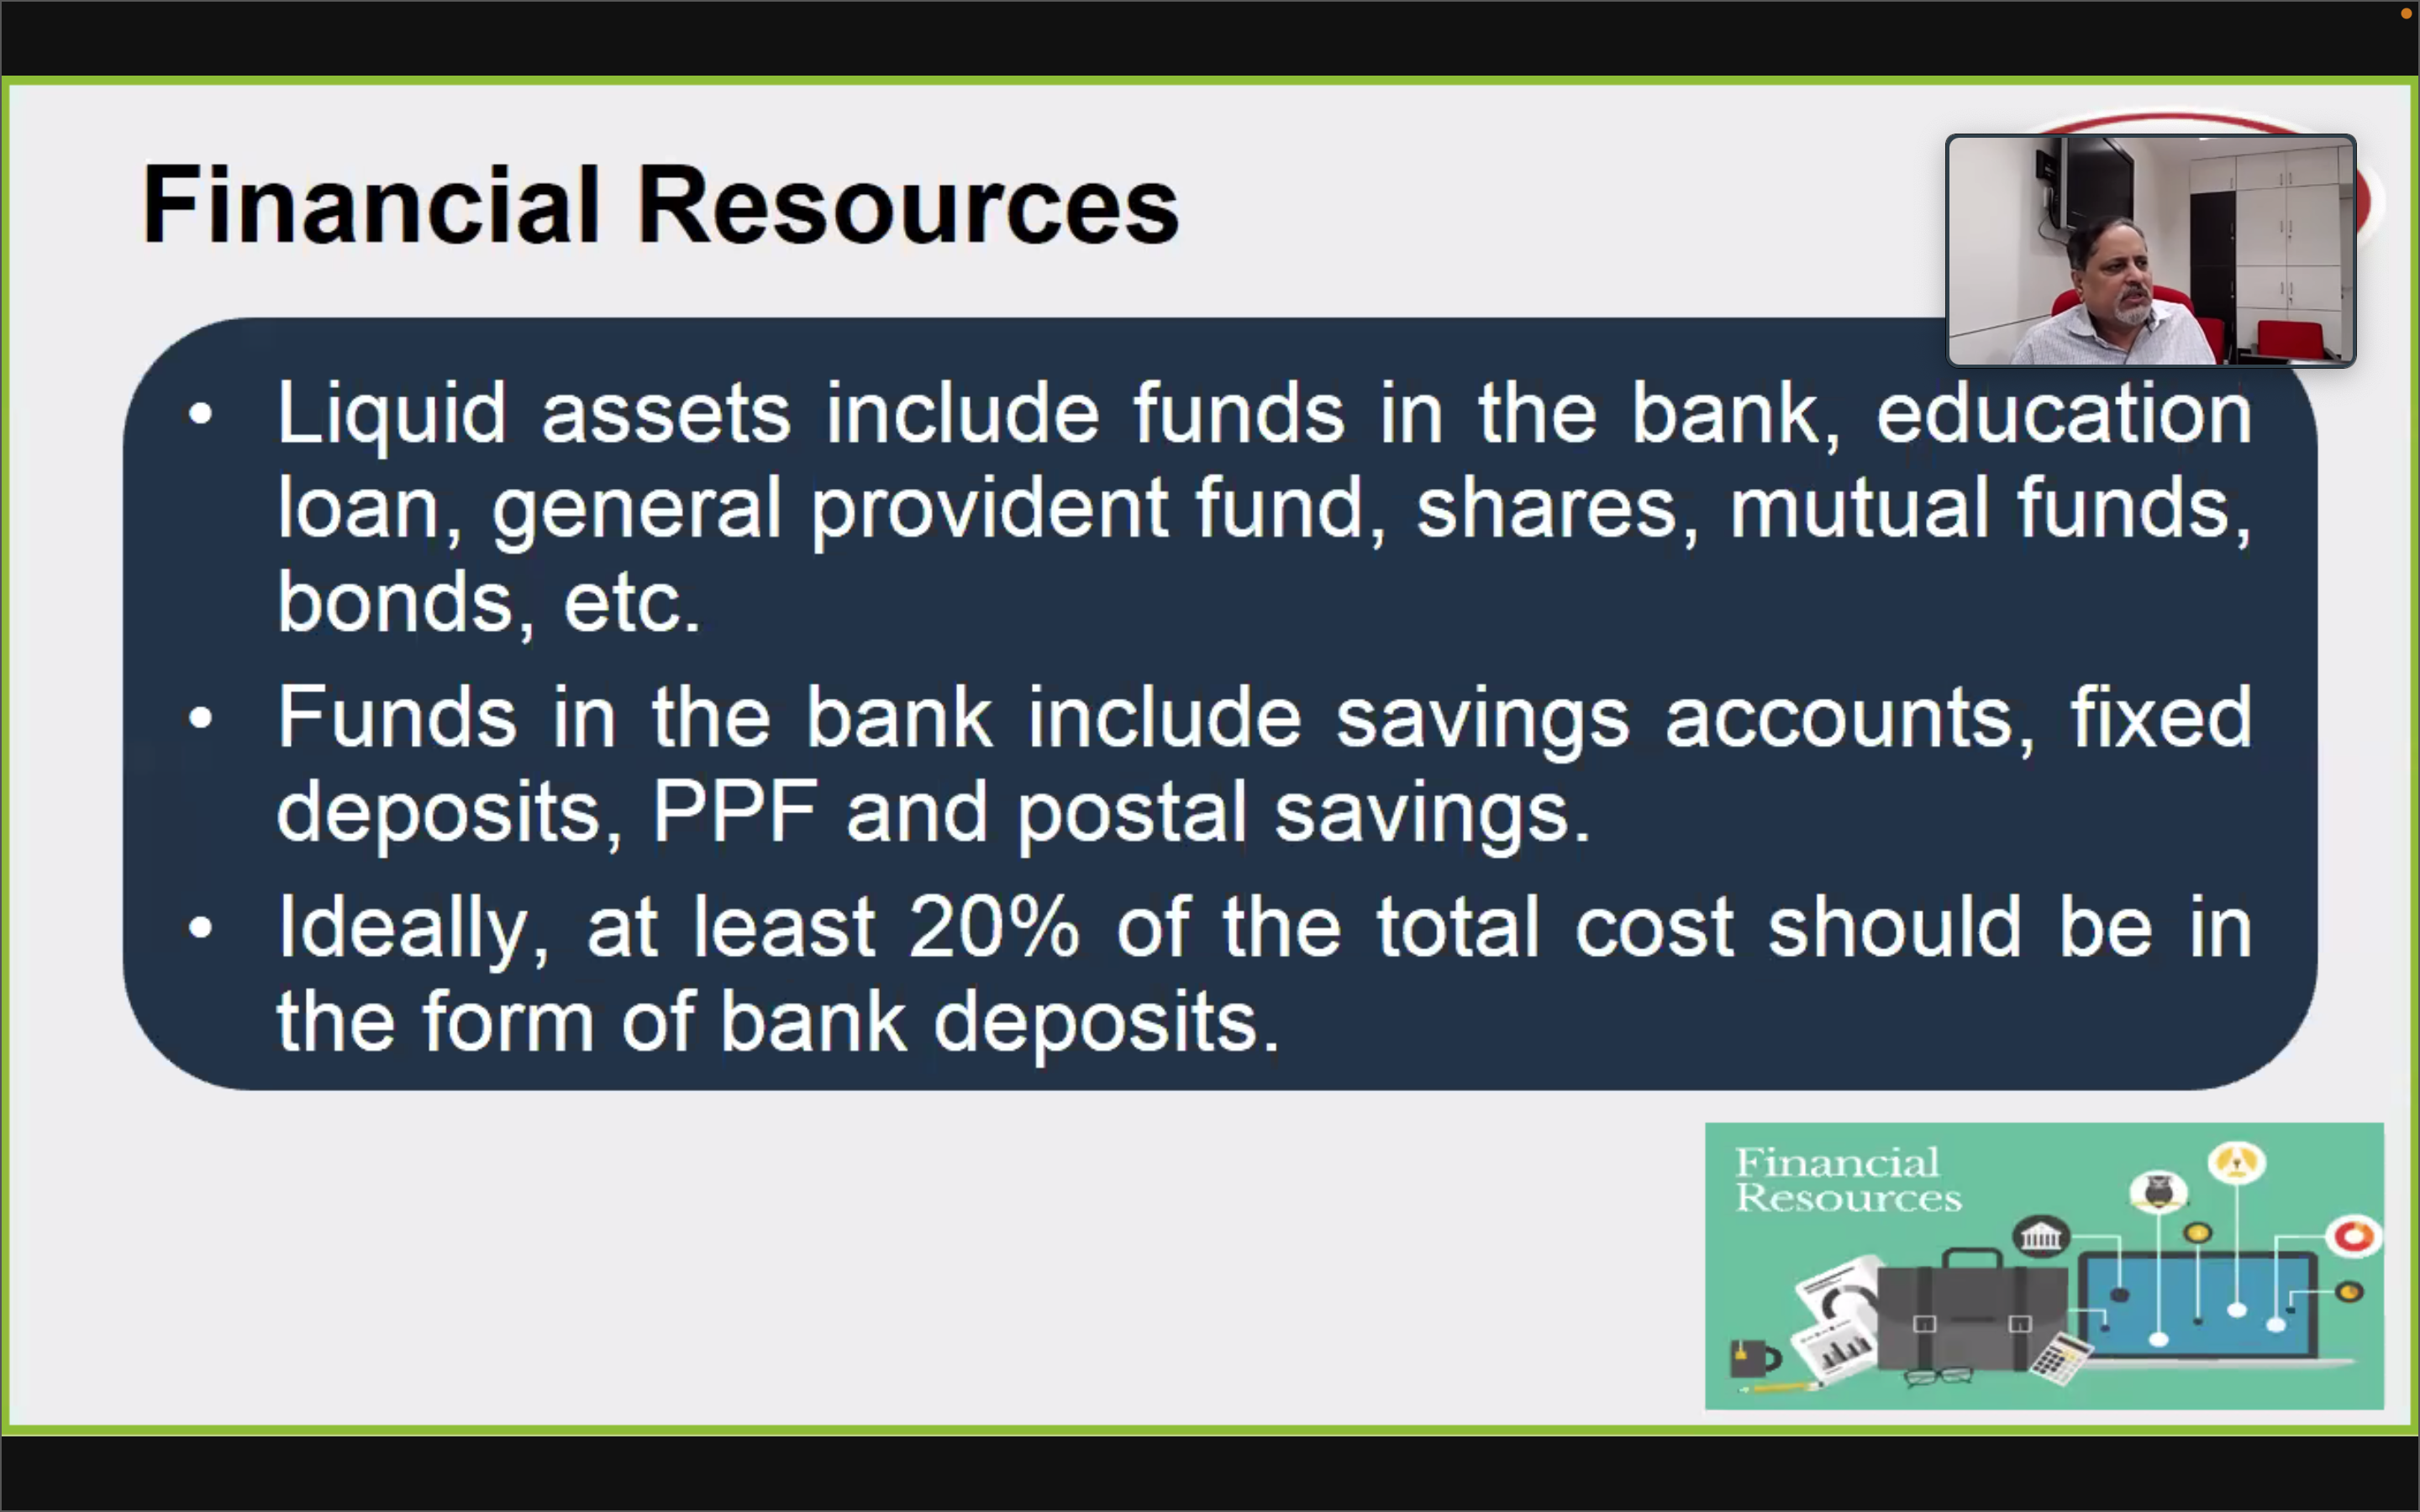 Financial Resources
• Liquid assets include funds in the bank, education
loan, general provident fund, shares, mutual funds,
bonds, etc.
• Funds in the bank include savings accounts, fixed
deposits, PPF and postal savings.
• Ideally, at least 20% of the total cost should be in
the form of bank deposits.
Financial
Resources